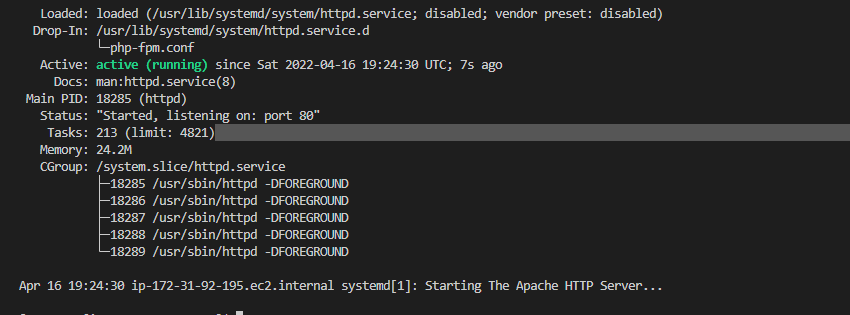 Loaded: loaded (/usr/lib/systemd/system/httpd.service; disabled; vendor preset: disabled)
Drop-In: /usr/lib/systemd/system/httpd.service.d
└─php-fpm.conf
Active: active (running) since Sat 2022-04-16 19:24:30 UTC; 7s ago
Docs: man:httpd.service(8)
Main PID: 18285 (httpd)
Status: "Started, listening on: port 80"
Tasks: 213 (limit: 4821)
Memory: 24.2M
CGroup: /system.slice/httpd.service
├─18285 /usr/sbin/httpd -DFOREGROUND
├─18286 /usr/sbin/httpd -DFOREGROUND
├─18287 /usr/sbin/httpd -DFOREGROUND
├─18288 /usr/sbin/httpd -DFOREGROUND
└─18289 /usr/sbin/httpd -DFOREGROUND
Apr 16 19:24:30 ip-172-31-92-195.ec2.internal systemd[1]: Starting The Apache HTTP Server...